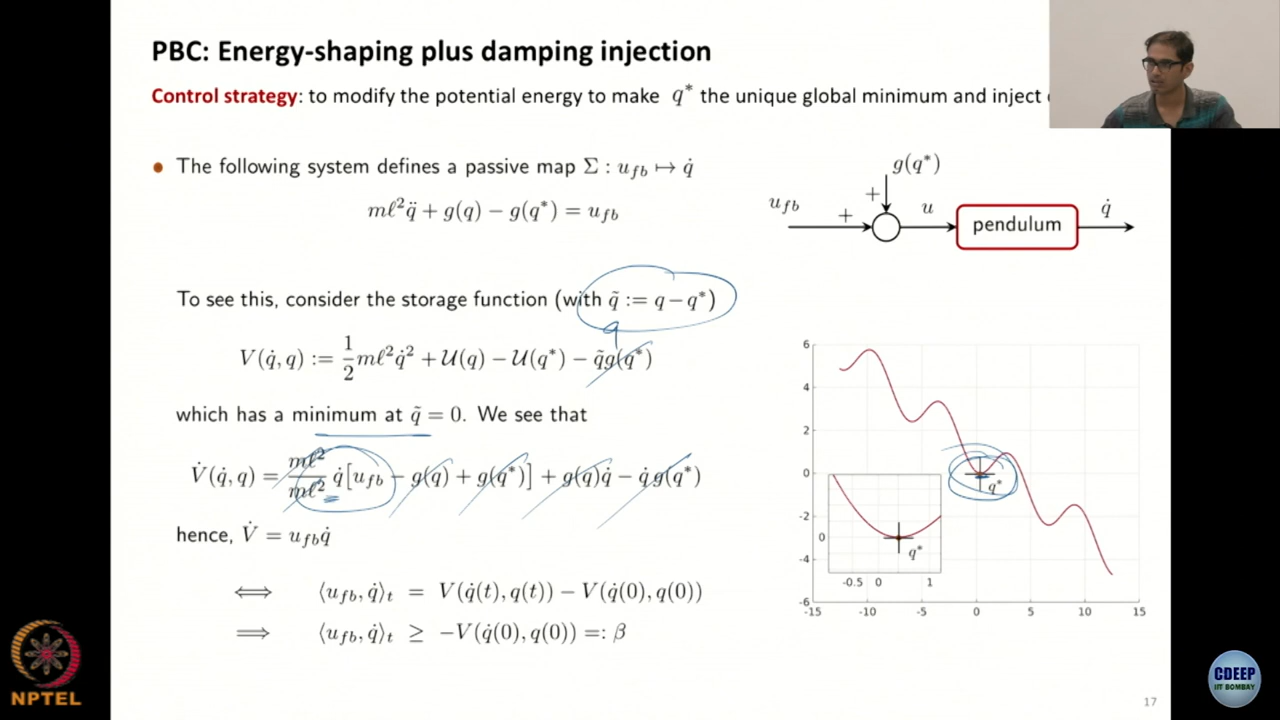 PBC: Energy-shaping plus damping injection
Control strategy: to modify the potential energy to make q* the unique global minimum and inject
• The following system defines a passive map Σ : u_fb ↦ q̇
mℓ²q̈ + g(q) − g(q*) = u_fb
g(q*)
+
u_fb
+
u
pendulum
q̇
To see this, consider the storage function (with q̃ := q − q*)
q
V(q̇, q) := 1/2 mℓ²q̇² + U(q) − U(q*) − q̃g(q*)
which has a minimum at q̃ = 0. We see that
V̇(q̇, q) = mℓ²/mℓ² q̇[u_fb − g(q) + g(q*)] + g(q)q̇ − q̇g(q*)
hence, V̇ = u_fb q̇
⟺ ⟨u_fb, q̇⟩_t = V(q̇(t), q(t)) − V(q̇(0), q(0))
⟹ ⟨u_fb, q̇⟩_t ≥ −V(q̇(0), q(0)) =: β
6
4
2
0
-2
-4
-6
-15 -10 -5 0 5 10 15
q*
0
q*
-0.5 0 1
NPTEL
CDEEP
IIT BOMBAY
17